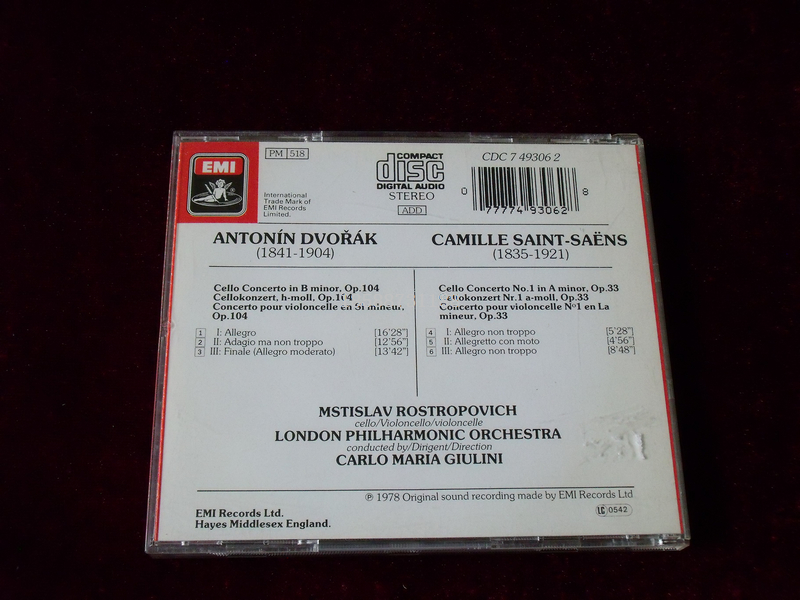 EMI
PM 518
International
Trade Mark of
EMI Records
Limited.
COMPACT
disc
DIGITAL AUDIO
STEREO
ADD
CDC 7 49306 2
0 77774 93062 8
ANTONÍN DVOŘÁK
(1841-1904)
Cello Concerto in B minor, Op.104
Cellokonzert, h-moll, Op.104
Concerto pour violoncelle en Si mineur,
Op.104
1 I: Allegro [16'28"]
2 II: Adagio ma non troppo [12'56"]
3 III: Finale (Allegro moderato) [13'42"]
CAMILLE SAINT-SAËNS
(1835-1921)
Cello Concerto No.1 in A minor, Op.33
Cellokonzert Nr.1 a-moll, Op.33
Concerto pour violoncelle No1 en La
mineur, Op.33
4 I: Allegro non troppo [5'28"]
5 II: Allegretto con moto [4'56"]
6 III: Allegro non troppo [8'48"]
MSTISLAV ROSTROPOVICH
cello/Violoncello/violoncelle
LONDON PHILHARMONIC ORCHESTRA
conducted by/Dirigent/Direction
CARLO MARIA GIULINI
℗ 1978 Original sound recording made by EMI Records Ltd
EMI Records Ltd.
Hayes Middlesex England.
LC 0542